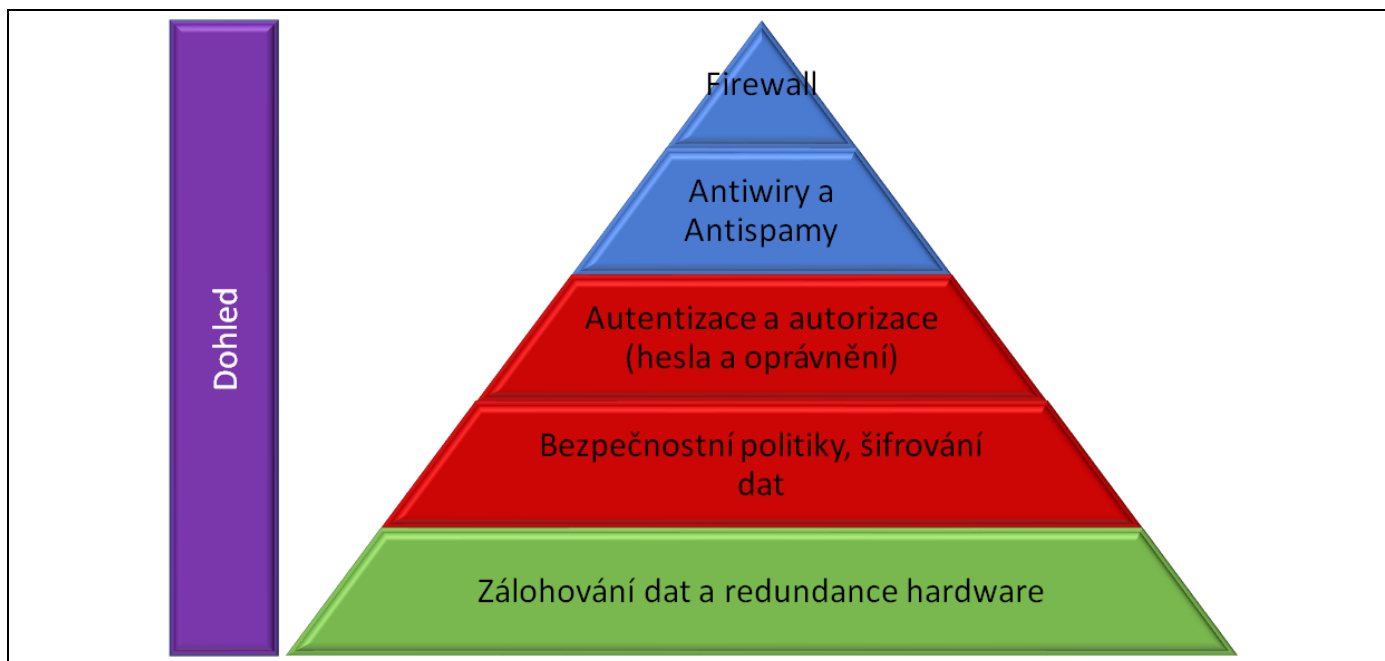 Dohled
Firewall
Antiwiry a
Antispamy
Autentizace a autorizace
(hesla a oprávnění)
Bezpečnostní politiky, šifrování
dat
Zálohování dat a redundance hardware